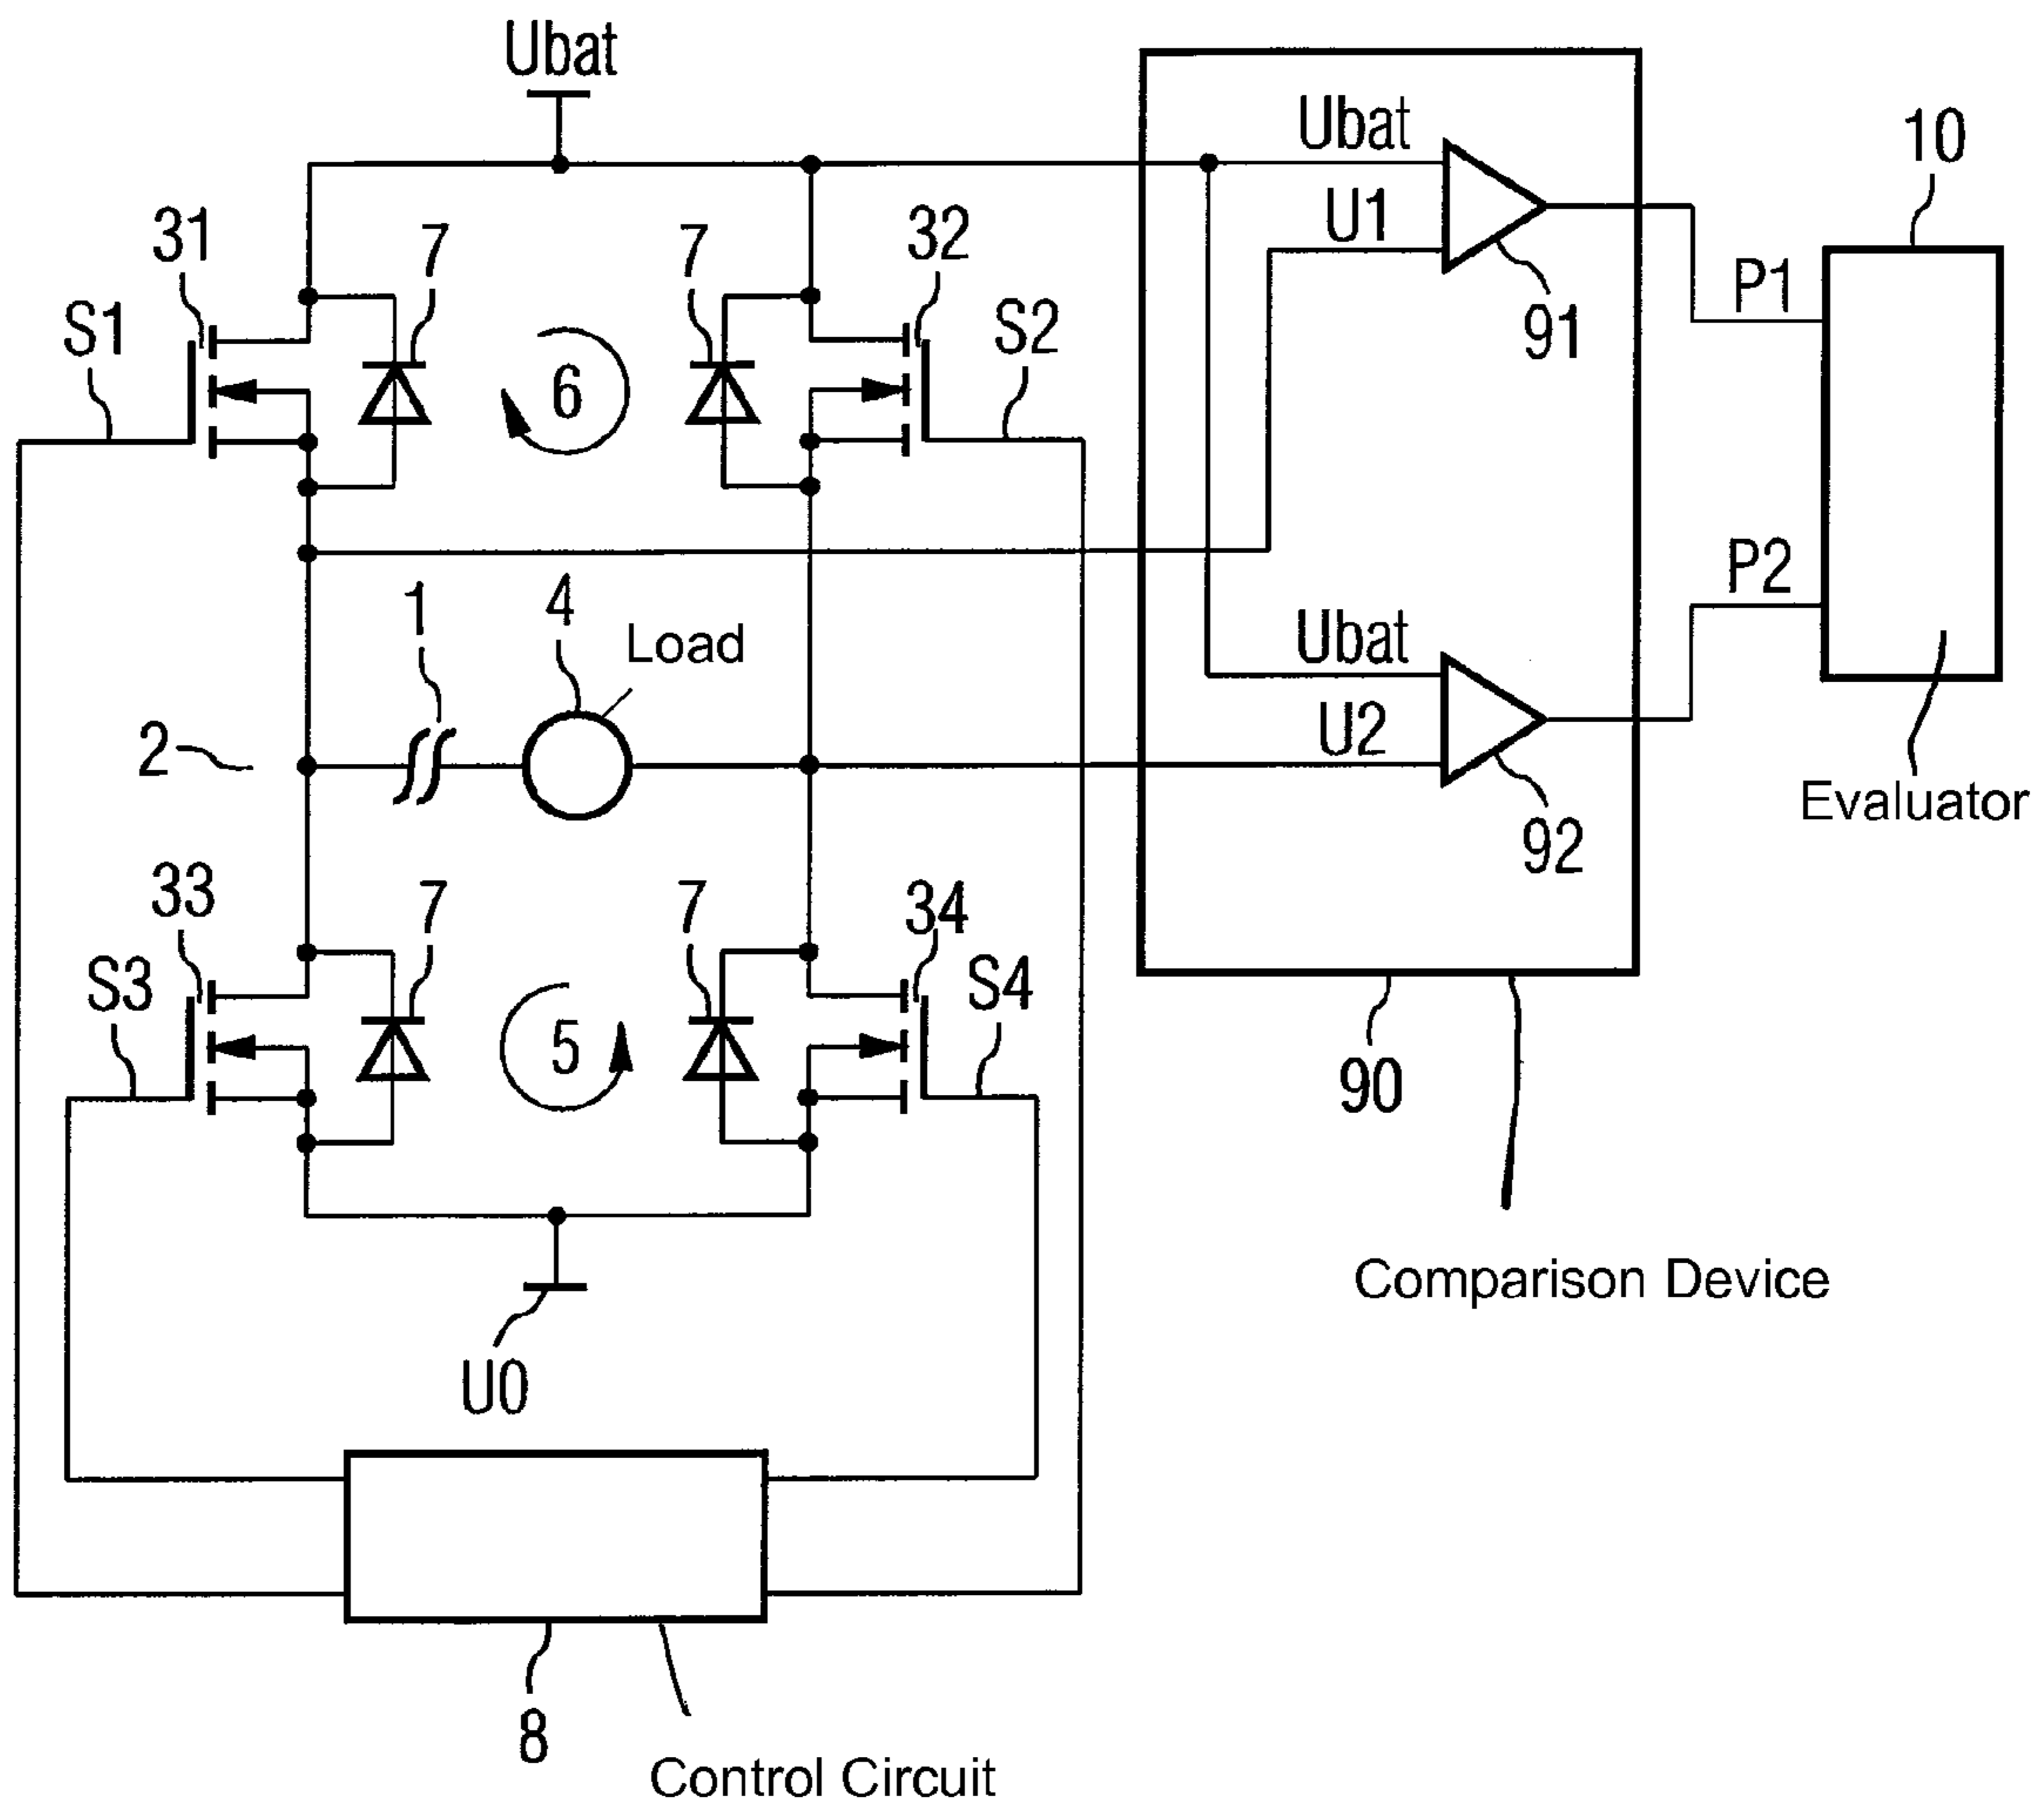 Ubat
Ubat
10
31
7
7
32
U1
S1
S2
P1
6
91
P2
1
4
Load
Ubat
2
U2
Evaluator
92
33
7
7
34
S3
S4
5
90
Comparison Device
U0
8
Control Circuit